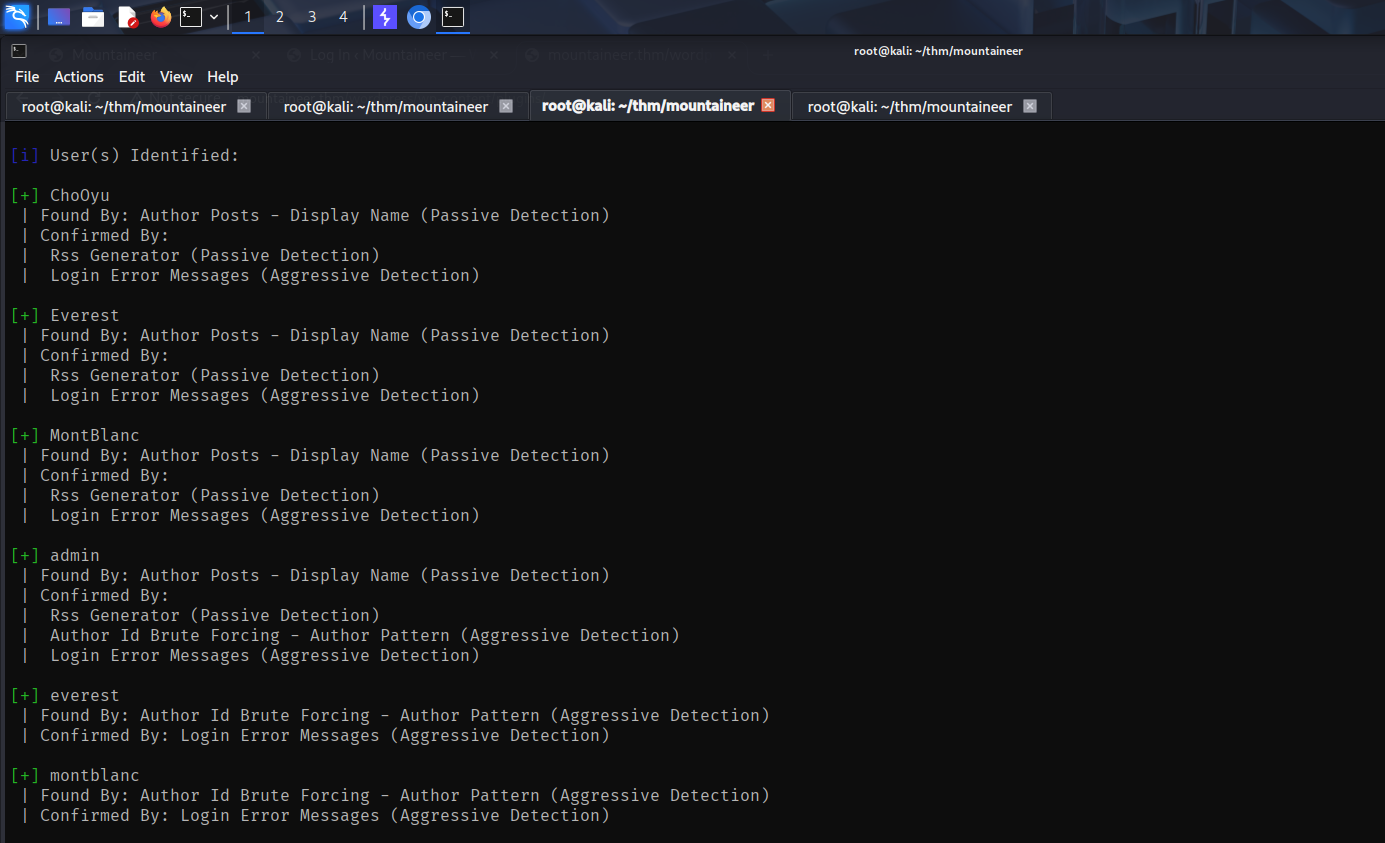 1 2 3 4
Mountaineer
Log In ‹ Mountaineer —
root@kali: ~/thm/mountaineer
File Actions Edit View Help
root@kali: ~/thm/mountaineer
root@kali: ~/thm/mountaineer
root@kali: ~/thm/mountaineer
root@kali: ~/thm/mountaineer
[i] User(s) Identified:
[+] ChoOyu
| Found By: Author Posts - Display Name (Passive Detection)
| Confirmed By:
|  Rss Generator (Passive Detection)
|  Login Error Messages (Aggressive Detection)
[+] Everest
| Found By: Author Posts - Display Name (Passive Detection)
| Confirmed By:
|  Rss Generator (Passive Detection)
|  Login Error Messages (Aggressive Detection)
[+] MontBlanc
| Found By: Author Posts - Display Name (Passive Detection)
| Confirmed By:
|  Rss Generator (Passive Detection)
|  Login Error Messages (Aggressive Detection)
[+] admin
| Found By: Author Posts - Display Name (Passive Detection)
| Confirmed By:
|  Rss Generator (Passive Detection)
|  Author Id Brute Forcing - Author Pattern (Aggressive Detection)
|  Login Error Messages (Aggressive Detection)
[+] everest
| Found By: Author Id Brute Forcing - Author Pattern (Aggressive Detection)
| Confirmed By: Login Error Messages (Aggressive Detection)
[+] montblanc
| Found By: Author Id Brute Forcing - Author Pattern (Aggressive Detection)
| Confirmed By: Login Error Messages (Aggressive Detection)